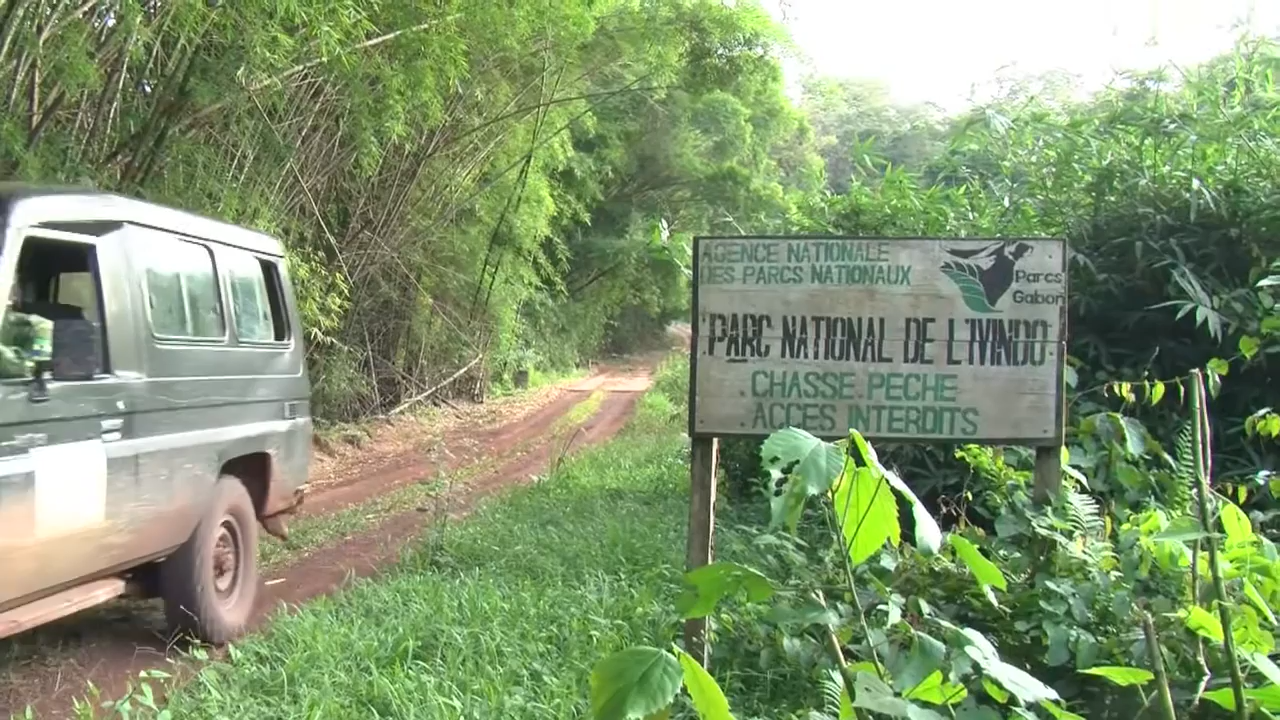 AGENCE NATIONALE
DES PARCS NATIONAUX
Parcs
Gabon
PARC NATIONAL DE L'IVINDO
CHASSE.PECHE
ACCES INTERDITS